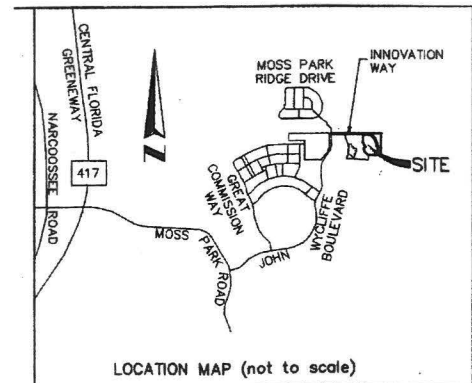 CENTRAL FLORIDA
GREENEWAY
NARCOOSSEE
ROAD
417
MOSS PARK
RIDGE DRIVE
INNOVATION
WAY
SITE
GREAT
COMMISSION
WAY
MOSS PARK
ROAD
JOHN WYCLIFFE
BOULEVARD
N
LOCATION MAP (not to scale)